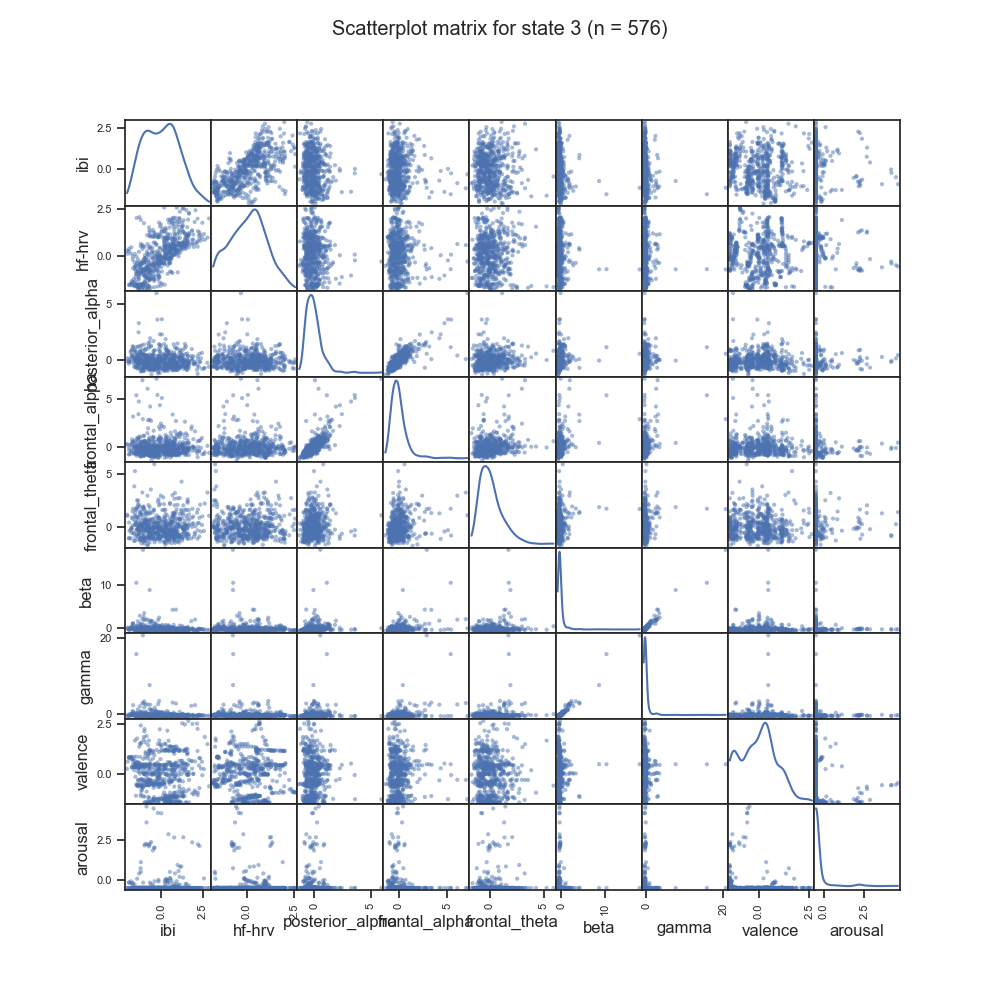 Scatterplot matrix for state 3 (n = 576)
ibi
2.5
0.0
hf-hrv
2.5
0.0
posterior_alpha
5
0
frontal_alpha
5
0
frontal_theta
5
0
beta
10
0
gamma
20
0
valence
2.5
0.0
arousal
2.5
0.0
0.0 2.5 0.0 2.5 0 5 0 5 0 5 0 10 0 20 0.0 2.5 0.0 2.5
ibi hf-hrv posterior_alpha frontal_alpha frontal_theta beta gamma valence arousal